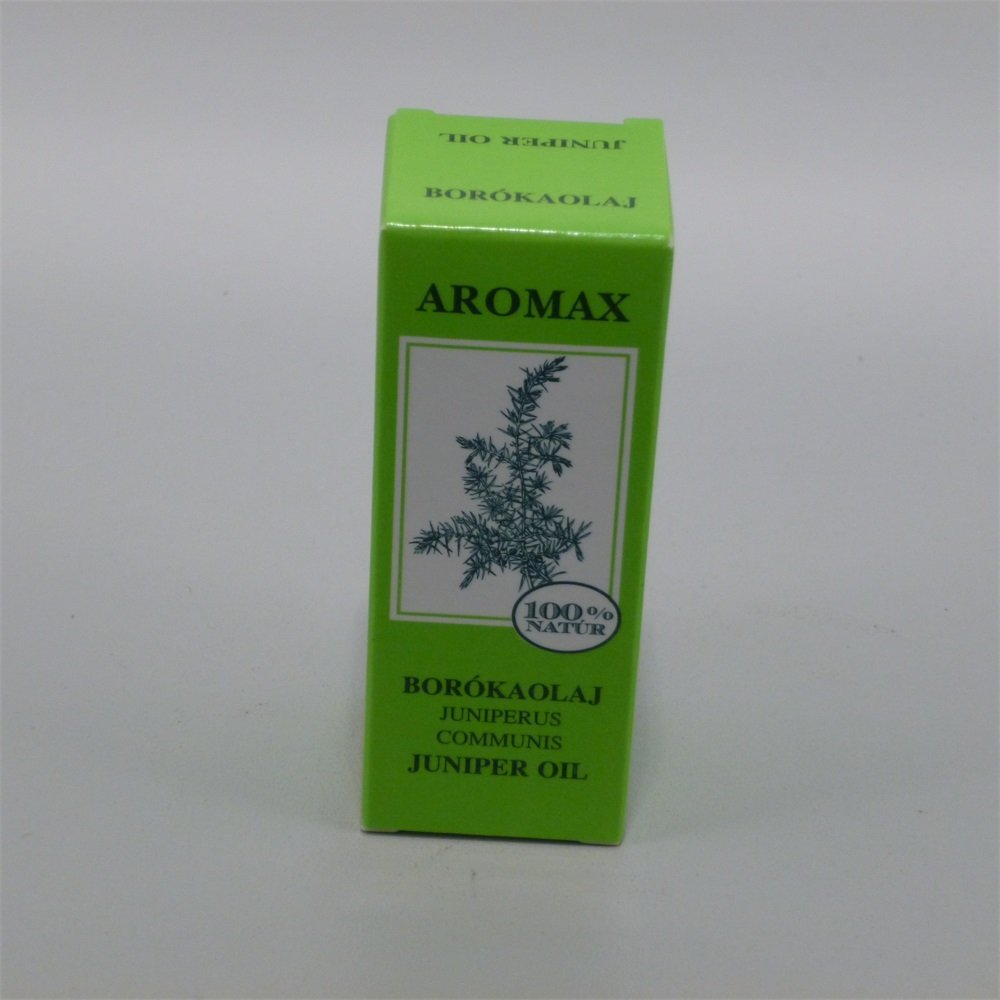 JUNIPER OIL
BORÓKAOLAJ
AROMAX
100%
NATÚR
BORÓKAOLAJ
JUNIPERUS
COMMUNIS
JUNIPER OIL